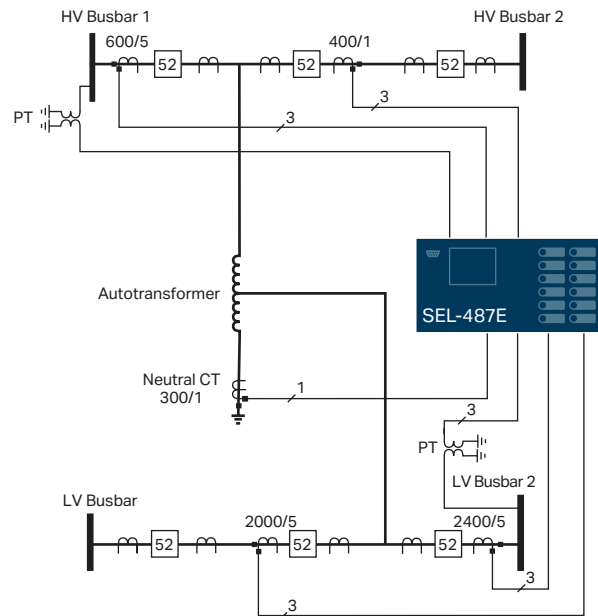 HV Busbar 1
HV Busbar 2
600/5
400/1
52
52
52
PT
3
3
SEL-487E
Autotransformer
Neutral CT
300/1
1
3
PT
LV Busbar
LV Busbar 2
2000/5
2400/5
52
52
52
3
3